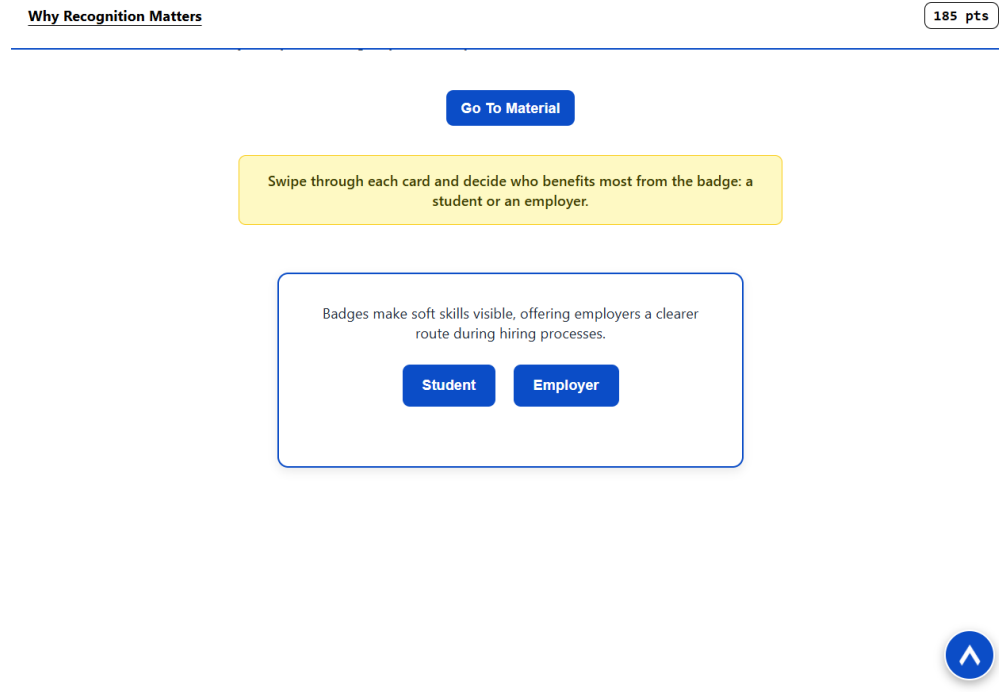 Why Recognition Matters
185 pts
Go To Material
Swipe through each card and decide who benefits most from the badge: a
student or an employer.
Badges make soft skills visible, offering employers a clearer
route during hiring processes.
Student
Employer